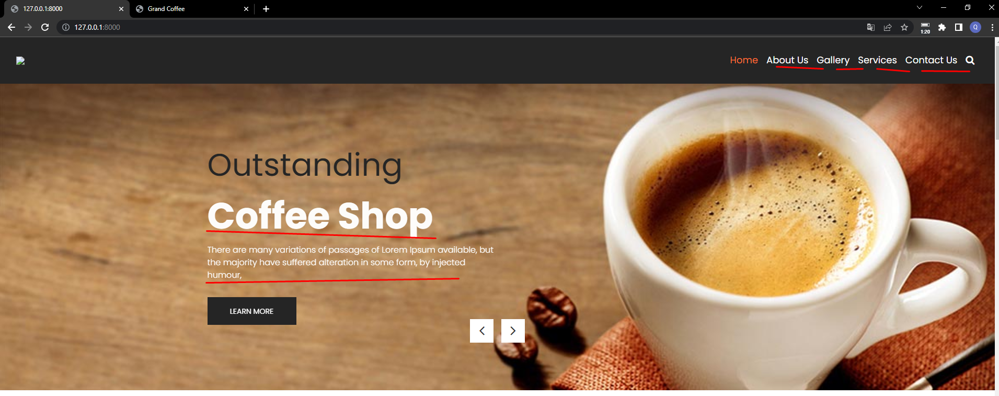 127.0.0.1:8000
Grand Coffee
127.0.0.1:8000
1:20
Q
Home About Us Gallery Services Contact Us
Outstanding
Coffee Shop
There are many variations of passages of Lorem Ipsum available, but
the majority have suffered alteration in some form, by injected
humour,
LEARN MORE